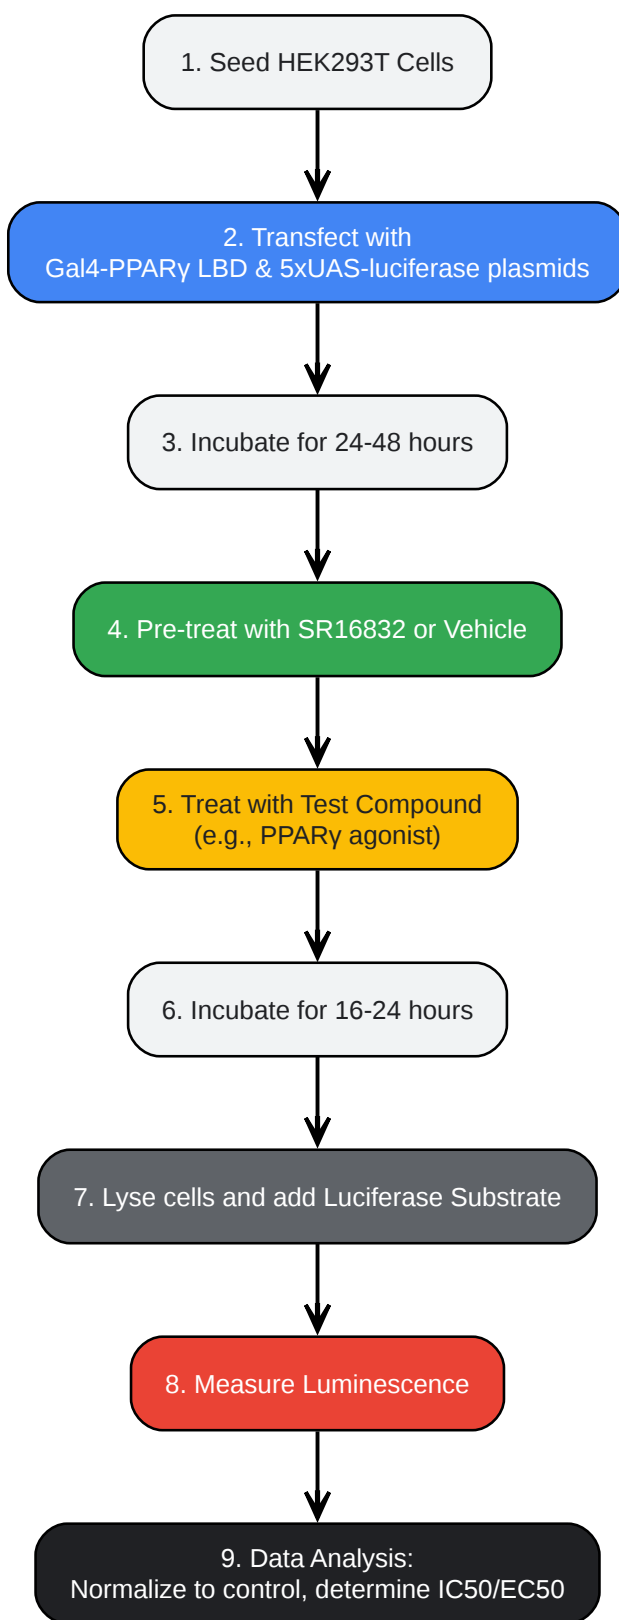 1. Seed HEK293T Cells
2. Transfect with
Gal4-PPARγ LBD & 5xUAS-luciferase plasmids
3. Incubate for 24-48 hours
4. Pre-treat with SR16832 or Vehicle
5. Treat with Test Compound
(e.g., PPARγ agonist)
6. Incubate for 16-24 hours
7. Lyse cells and add Luciferase Substrate
8. Measure Luminescence
9. Data Analysis:
Normalize to control, determine IC50/EC50